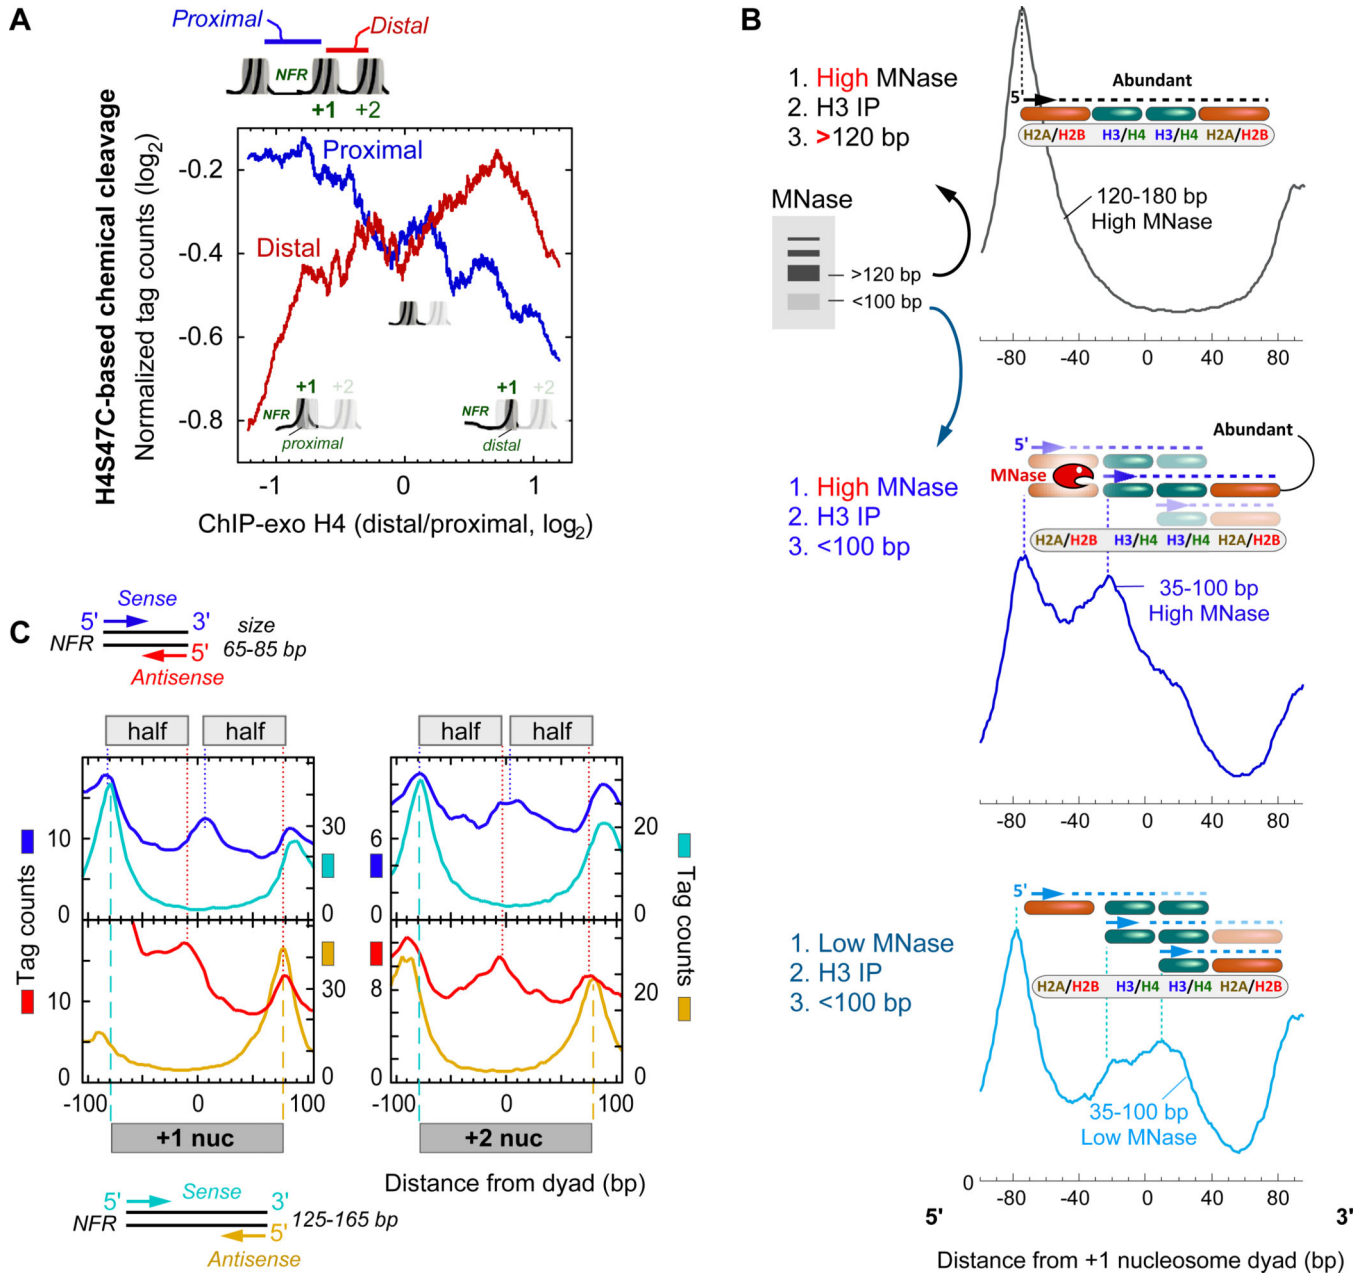 A
Proximal
Distal
NFR
+1
+2
H4S47C-based chemical cleavage
Normalized tag counts (log2)
-0.2
-0.4
-0.6
-0.8
Proximal
Distal
+1
+2
NFR
proximal
+1
+2
NFR
distal
-1
0
1
ChIP-exo H4 (distal/proximal, log2)
B
1. High MNase
2. H3 IP
3. >120 bp
MNase
>120 bp
<100 bp
5'
Abundant
H2A/H2B H3/H4 H3/H4 H2A/H2B
120-180 bp
High MNase
-80 -40 0 40 80
1. High MNase
2. H3 IP
3. <100 bp
Abundant
5'
MNase
H2A/H2B H3/H4 H3/H4 H2A/H2B
35-100 bp
High MNase
-80 -40 0 40 80
1. Low MNase
2. H3 IP
3. <100 bp
5'
H2A/H2B H3/H4 H3/H4 H2A/H2B
35-100 bp
Low MNase
0
-80 -40 0 40 80
5' 3'
Distance from +1 nucleosome dyad (bp)
C
Sense
5' 3'
NFR
5'
Antisense
size
65-85 bp
half half
half half
Tag counts
10
0
30
0
6
0
20
0
10
0
30
0
8
0
20
0
Tag counts
-100 0 100
0 100
+1 nuc
+2 nuc
Distance from dyad (bp)
Sense
5' 3'
NFR
5'
125-165 bp
Antisense